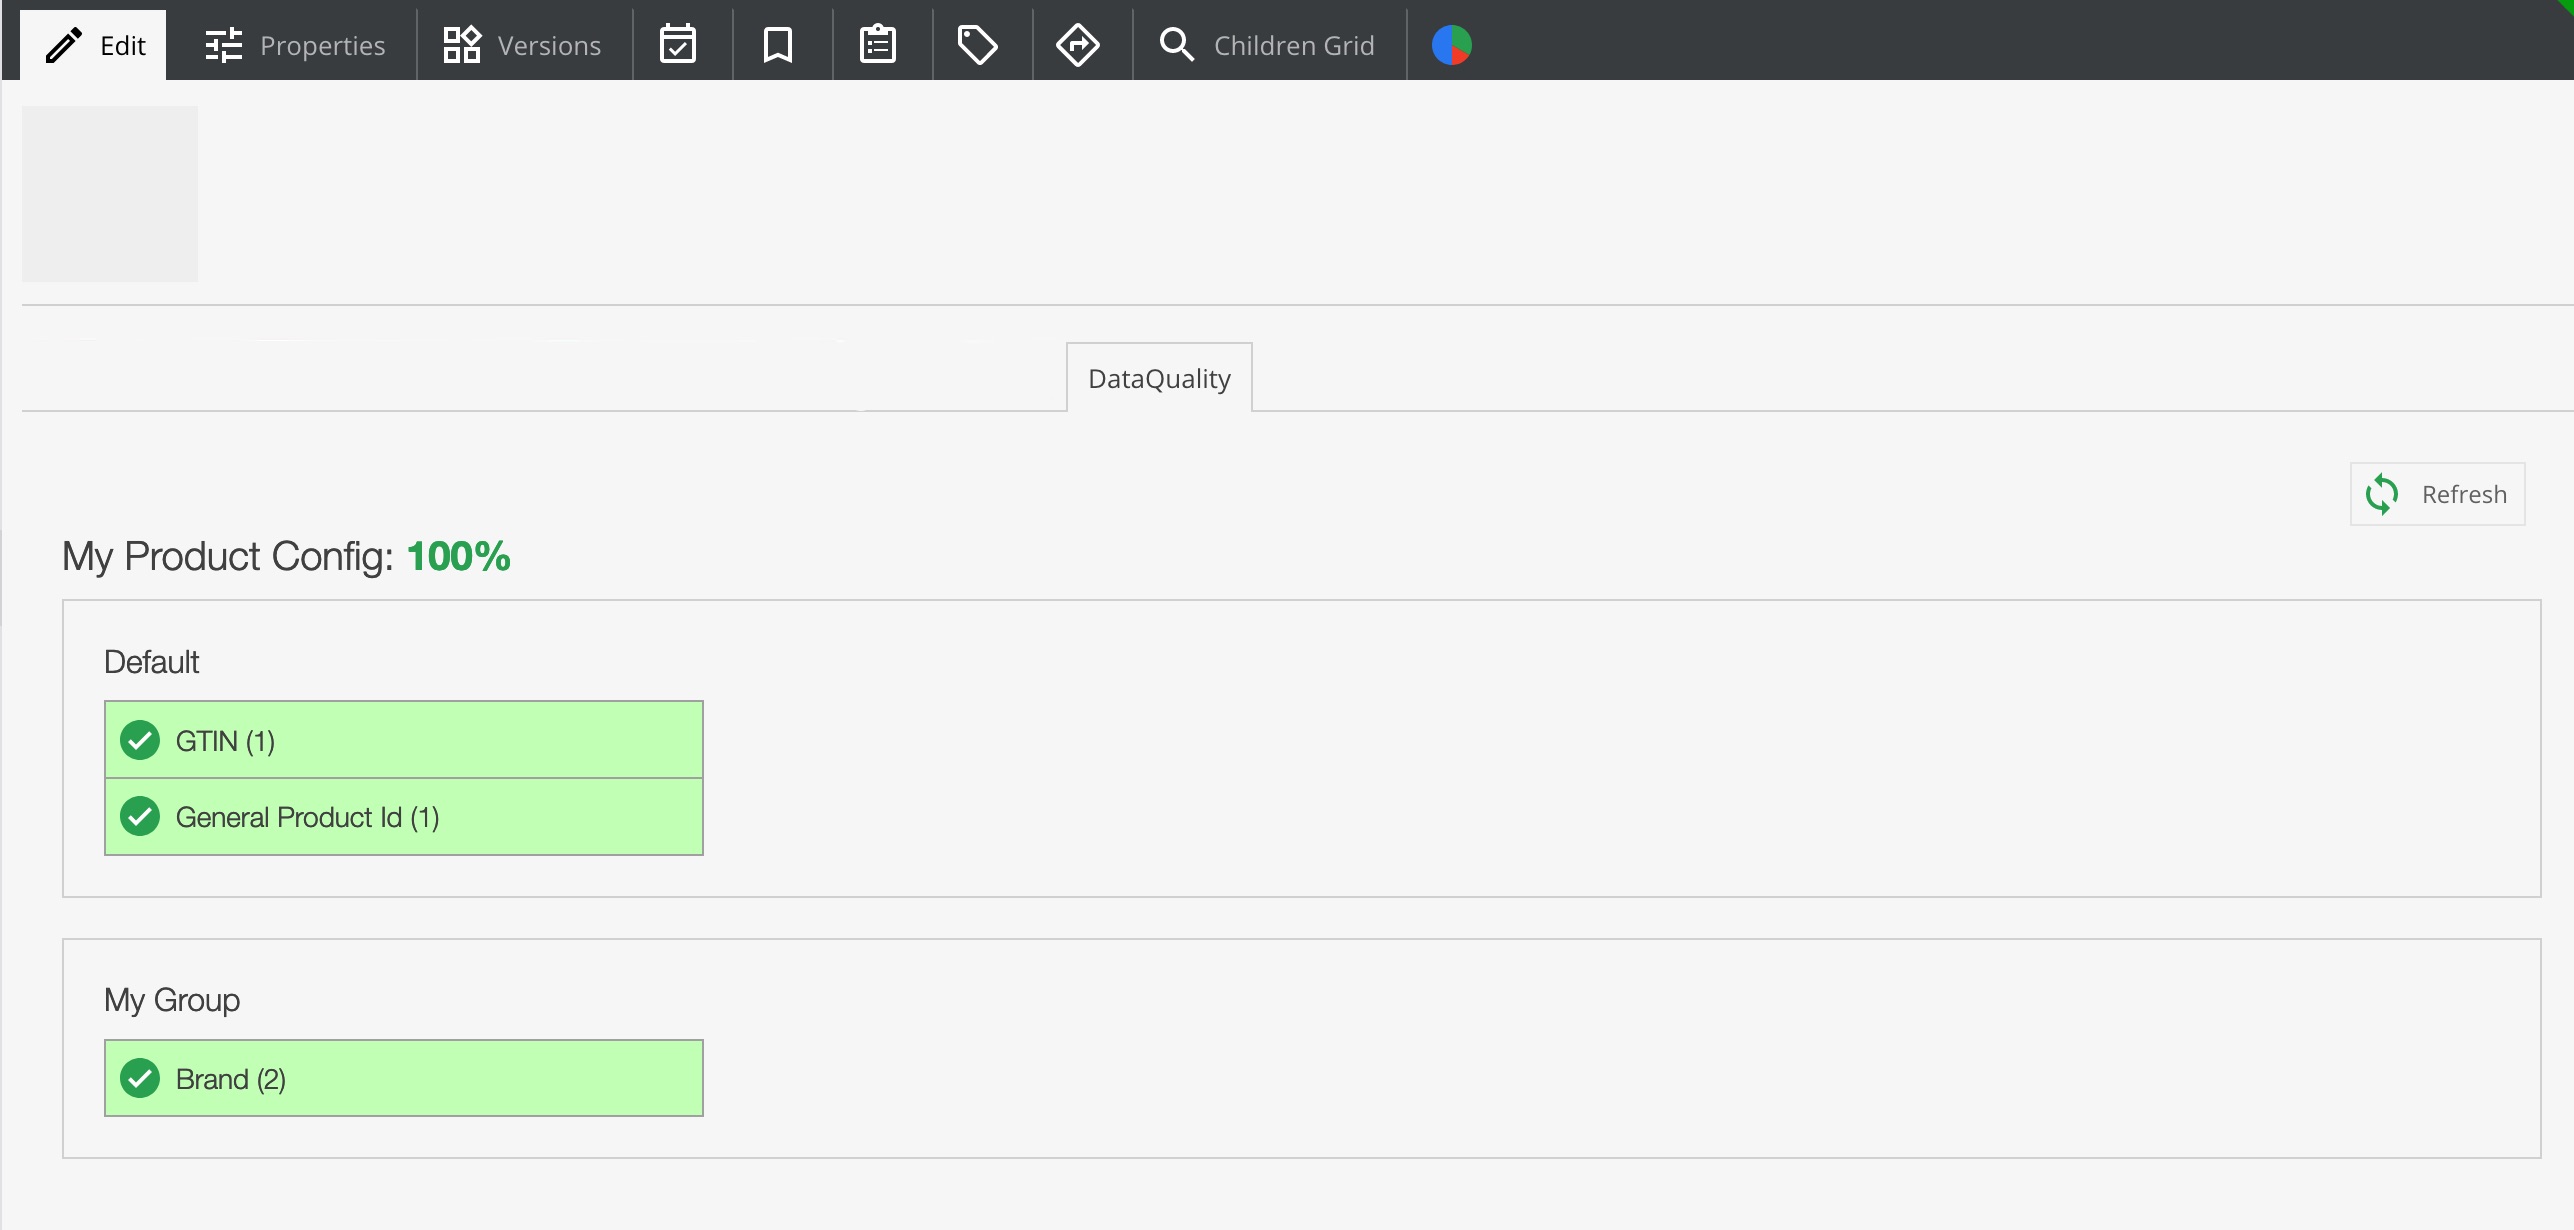 Edit Properties Versions Children Grid
DataQuality
Refresh
My Product Config: 100%
Default
GTIN (1)
General Product Id (1)
My Group
Brand (2)